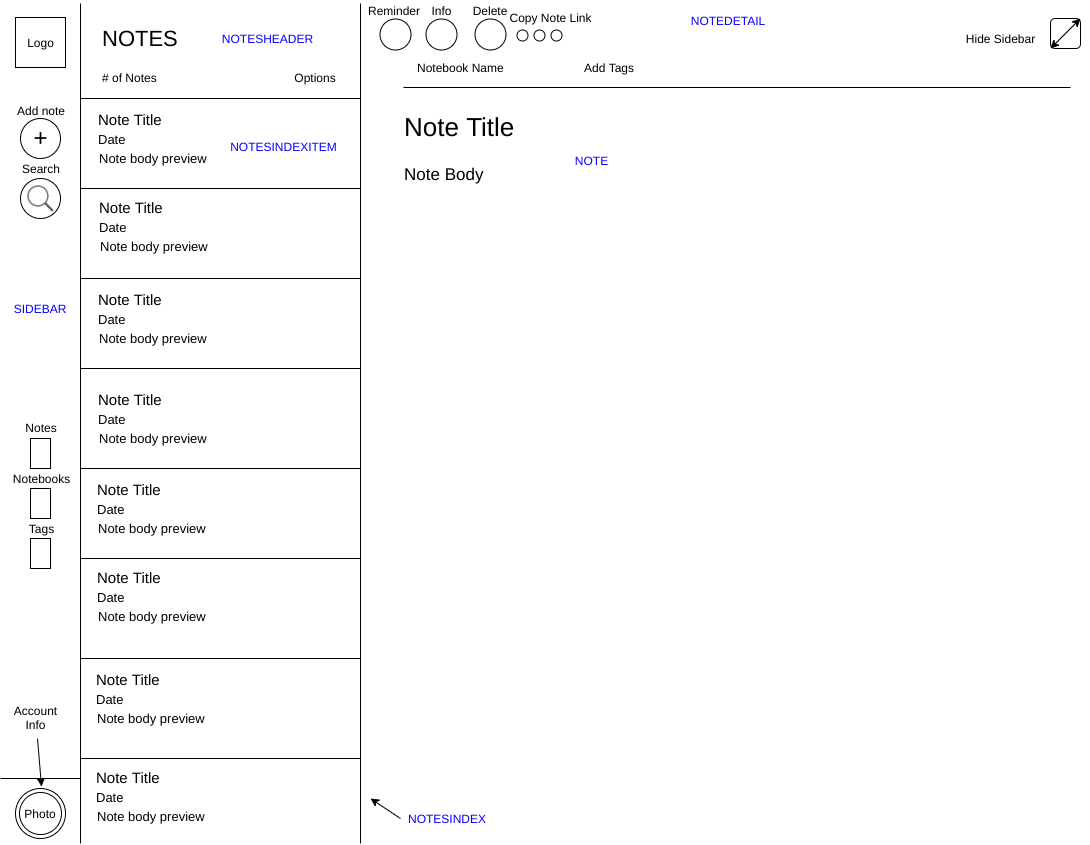 Logo
Add note
+
Search
SIDEBAR
Notes
Notebooks
Tags
Account
Info
Photo
NOTES
NOTESHEADER
# of Notes
Options
Note Title
Date
Note body preview
NOTESINDEXITEM
Note Title
Date
Note body preview
Note Title
Date
Note body preview
Note Title
Date
Note body preview
Note Title
Date
Note body preview
Note Title
Date
Note body preview
Note Title
Date
Note body preview
Note Title
Date
Note body preview
NOTESINDEX
Reminder
Info
Delete
Copy Note Link
NOTEDETAIL
Hide Sidebar
Notebook Name
Add Tags
Note Title
NOTE
Note Body